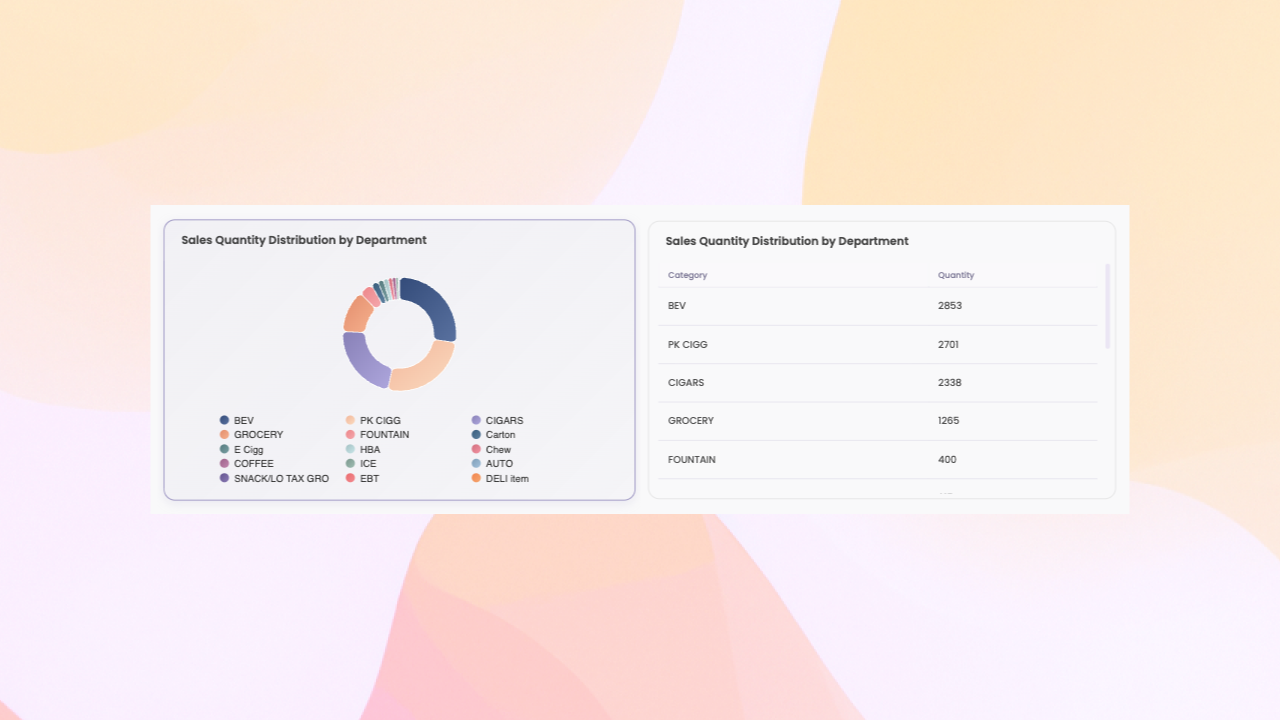 Sales Quantity Distribution by Department
BEV PK CIGG CIGARS
GROCERY FOUNTAIN Carton
E Cigg HBA Chew
COFFEE ICE AUTO
SNACK/LO TAX GRO EBT DELI item
Sales Quantity Distribution by Department
Category Quantity
BEV 2853
PK CIGG 2701
CIGARS 2338
GROCERY 1265
FOUNTAIN 400